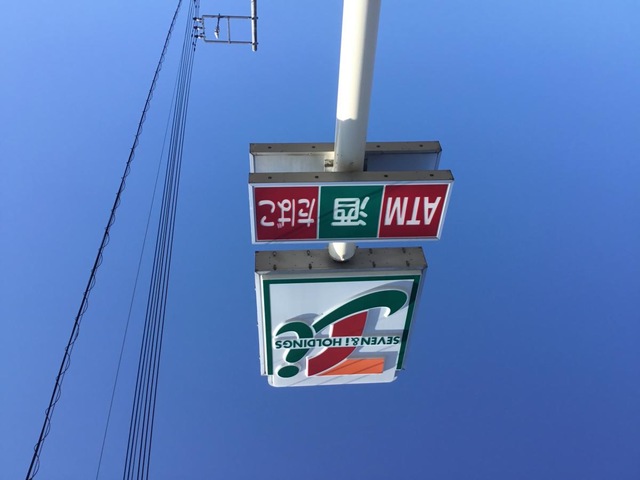 SEVEN & i HOLDINGS
ATM 酒 たばこ